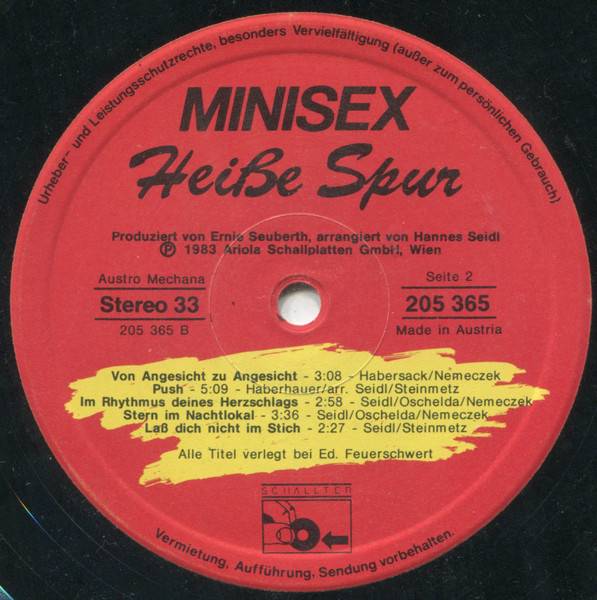 Urheber- und Leistungsschutzrechte, besonders Vervielfältigung (außer zum persönlichen Gebrauch)
MINISEX
Heiße Spur
Produziert von Ernie Seuberth, arrangiert von Hannes Seidl
Ⓟ 1983 Ariola Schallplatten GmbH, Wien
Austro Mechana
Stereo 33
205 365 B
Seite 2
205 365
Made in Austria
Von Angesicht zu Angesicht - 3:08 - Habersack/Nemeczek
Push - 5:09 - Haberhauer/arr. Seidl/Steinmetz
Im Rhythmus deines Herzschlags - 2:58 - Seidl/Oschelda/Nemeczek
Stern im Nachtlokal - 3:36 - Seidl/Oschelda/Nemeczek
Laß dich nicht im Stich - 2:27 - Seidl/Steinmetz
Alle Titel verlegt bei Ed. Feuerschwert
SCHALLTER
Vermietung, Aufführung, Sendung vorbehalten.